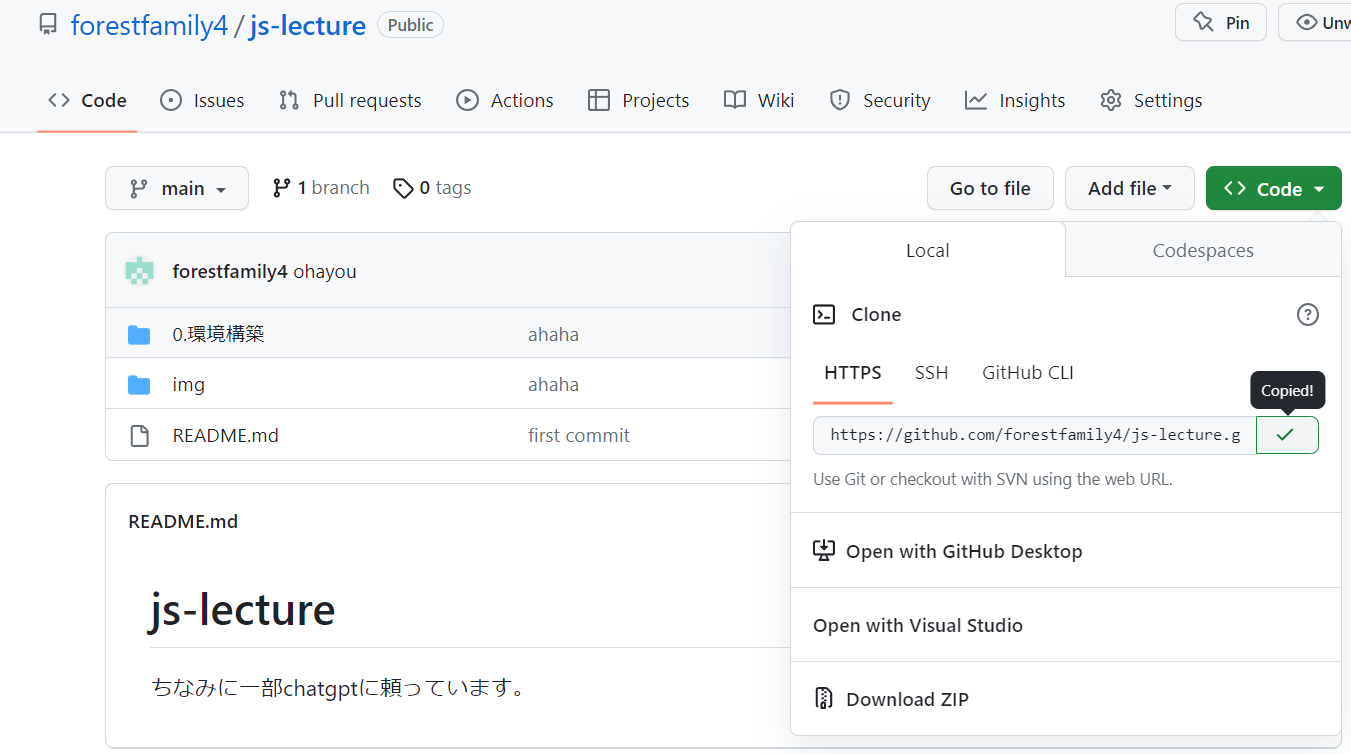 forestfamily4 / js-lecture Public
Pin
Code Issues Pull requests Actions Projects Wiki Security Insights Settings
main 1 branch 0 tags Go to file Add file Code
Local Codespaces
forestfamily4 ohayou
Clone
0.環境構築 ahaha
HTTPS SSH GitHub CLI
img ahaha
Copied!
README.md first commit
https://github.com/forestfamily4/js-lecture.g
Use Git or checkout with SVN using the web URL.
README.md
Open with GitHub Desktop
js-lecture
Open with Visual Studio
ちなみに一部chatgptに頼っています。
Download ZIP